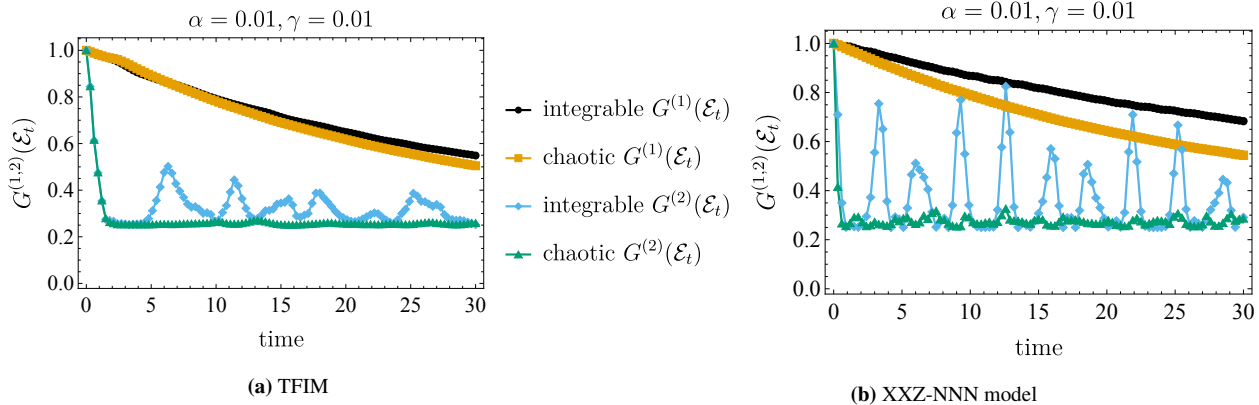 α = 0.01, γ = 0.01
G^{(1,2)}(ℰ_t)
1.0
0.8
0.6
0.4
0.2
0.0
0 5 10 15 20 25 30
time
(a) TFIM
integrable G^{(1)}(ℰ_t)
chaotic G^{(1)}(ℰ_t)
integrable G^{(2)}(ℰ_t)
chaotic G^{(2)}(ℰ_t)
α = 0.01, γ = 0.01
G^{(1,2)}(ℰ_t)
1.0
0.8
0.6
0.4
0.2
0.0
0 5 10 15 20 25 30
time
(b) XXZ-NNN model